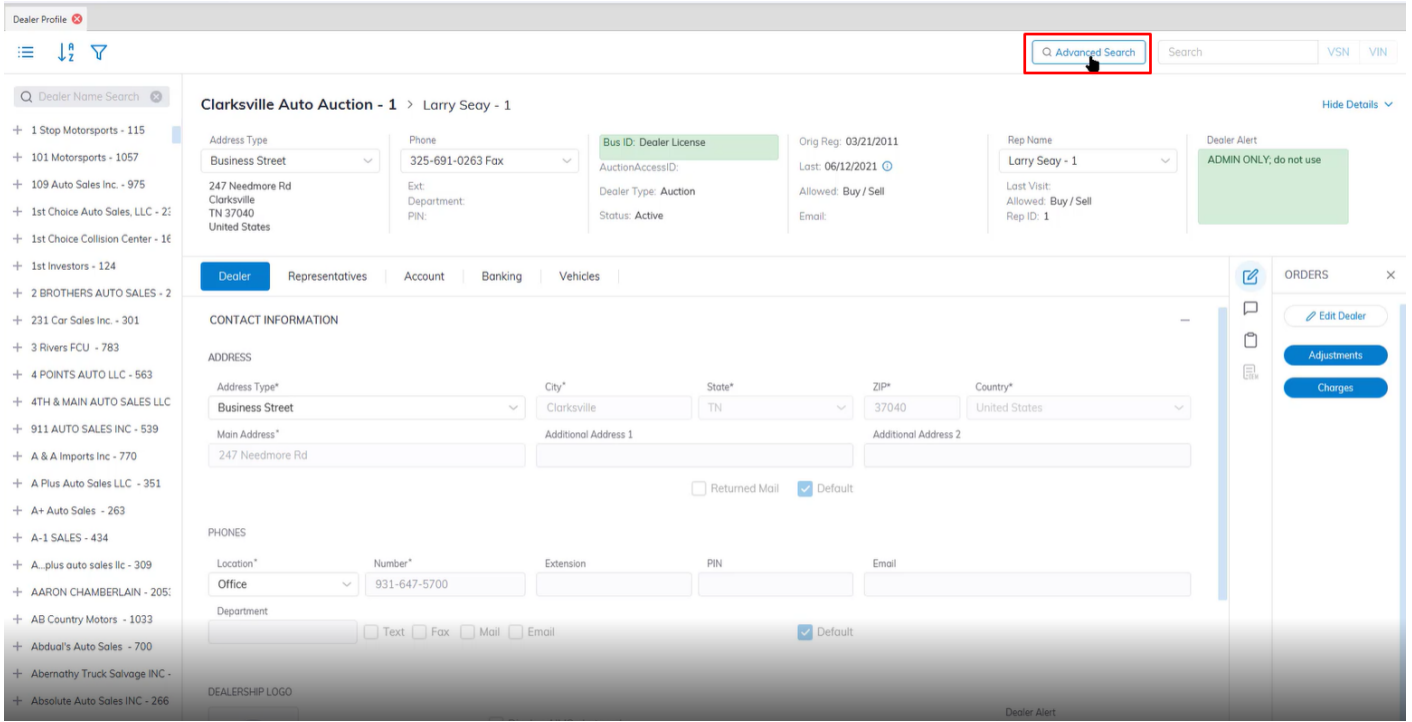 Dealer Profile
Advanced Search
Search
VSN
VIN
Dealer Name Search
1 Stop Motorsports - 115
101 Motorsports - 1057
109 Auto Sales Inc. - 975
1st Choice Auto Sales, LLC - 23
1st Choice Collision Center - 16
1st Investors - 124
2 BROTHERS AUTO SALES - 2
231 Car Sales Inc. - 301
3 Rivers FCU - 783
4 POINTS AUTO LLC - 563
4TH & MAIN AUTO SALES LLC
911 AUTO SALES INC - 539
A & A Imports Inc - 770
A Plus Auto Sales LLC - 351
A+ Auto Sales - 263
A-1 SALES - 434
A...plus auto sales llc - 309
AARON CHAMBERLAIN - 205
AB Country Motors - 1033
Abdual's Auto Sales - 700
Abernathy Truck Salvage INC -
Absolute Auto Sales INC - 266
Clarksville Auto Auction - 1 > Larry Seay - 1
Hide Details
Address Type
Business Street
247 Needmore Rd
Clarksville
TN 37040
United States
Phone
325-691-0263 Fax
Ext:
Department:
PIN:
Bus ID: Dealer License
AuctionAccessID:
Dealer Type: Auction
Status: Active
Orig Reg: 03/21/2011
Last: 06/12/2021
Allowed: Buy / Sell
Email:
Rep Name
Larry Seay - 1
Last Visit:
Allowed: Buy / Sell
Rep ID: 1
Dealer Alert
ADMIN ONLY; do not use
Dealer
Representatives
Account
Banking
Vehicles
CONTACT INFORMATION
ADDRESS
Address Type* City* State* ZIP* Country*
Business Street Clarksville TN 37040 United States
Main Address* Additional Address 1 Additional Address 2
247 Needmore Rd
Returned Mail Default
PHONES
Location* Number* Extension PIN Email
Office 931-647-5700
Department
Text Fax Mail Email Default
DEALERSHIP LOGO
Dealer Alert
ORDERS
Edit Dealer
Adjustments
Charges